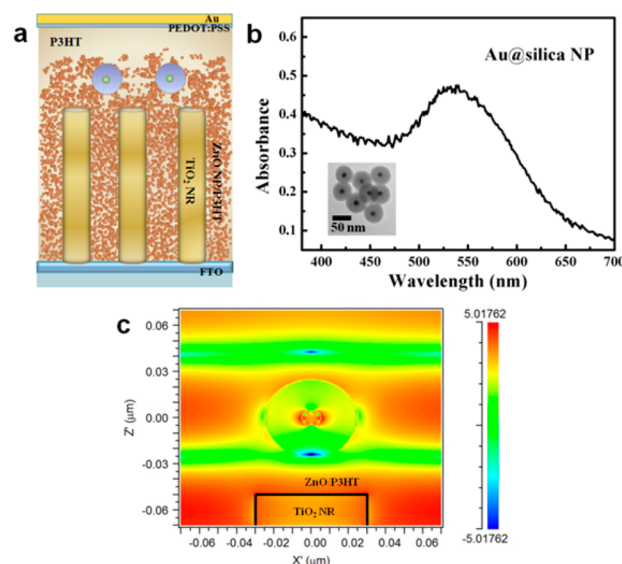 a
Au
PEDOT:PSS
P3HT
TiO₂ NR
ZnO NP/P3HT
FTO
b
Au@silica NP
Absorbance
0.6
0.5
0.4
0.3
0.2
0.1
50 nm
400 450 500 550 600 650 700
Wavelength (nm)
c
5.01762
-5.01762
Z' (μm)
0.06
0.03
0.00
-0.03
-0.06
ZnO/P3HT
TiO₂ NR
-0.06 -0.04 -0.02 0.00 0.02 0.04 0.06
X' (μm)